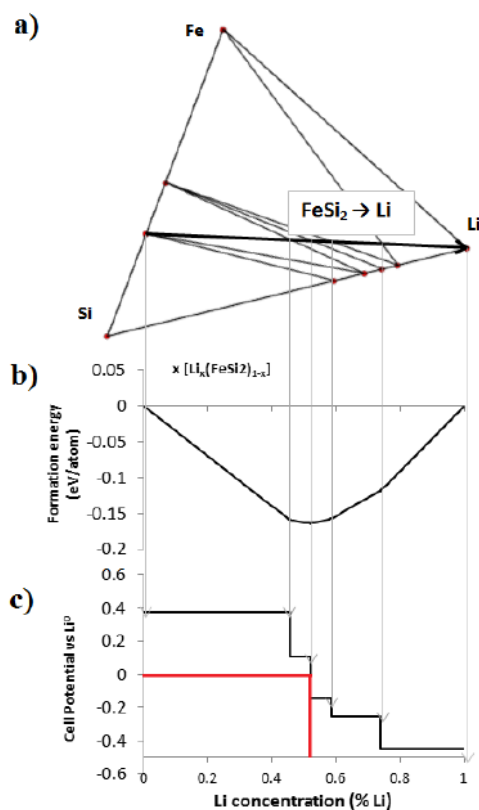 a)
Fe
FeSi₂ → Li
Li
Si
b)
x [Liₓ(FeSi2)₁₋ₓ]
Formation energy
(eV/atom)
0.05
0
-0.05
-0.1
-0.15
-0.2
c)
Cell Potential vs Li⁰
0.6
0.4
0.2
0
-0.2
-0.4
-0.6
0
0.2
0.4
0.6
0.8
1
Li concentration (% Li)